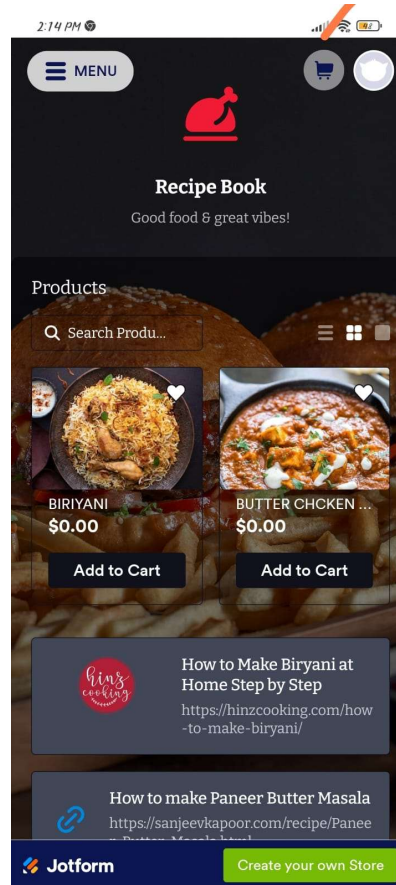 2:14 PM
MENU
Recipe Book
Good food & great vibes!
Products
Search Produ...
BIRIYANI
$0.00
Add to Cart
BUTTER CHCKEN ...
$0.00
Add to Cart
hinz
cooking
How to Make Biryani at
Home Step by Step
https://hinzcooking.com/how
-to-make-biryani/
How to make Paneer Butter Masala
https://sanjeevkapoor.com/recipe/Panee
r-Butter-Masala.html
Jotform
Create your own Store